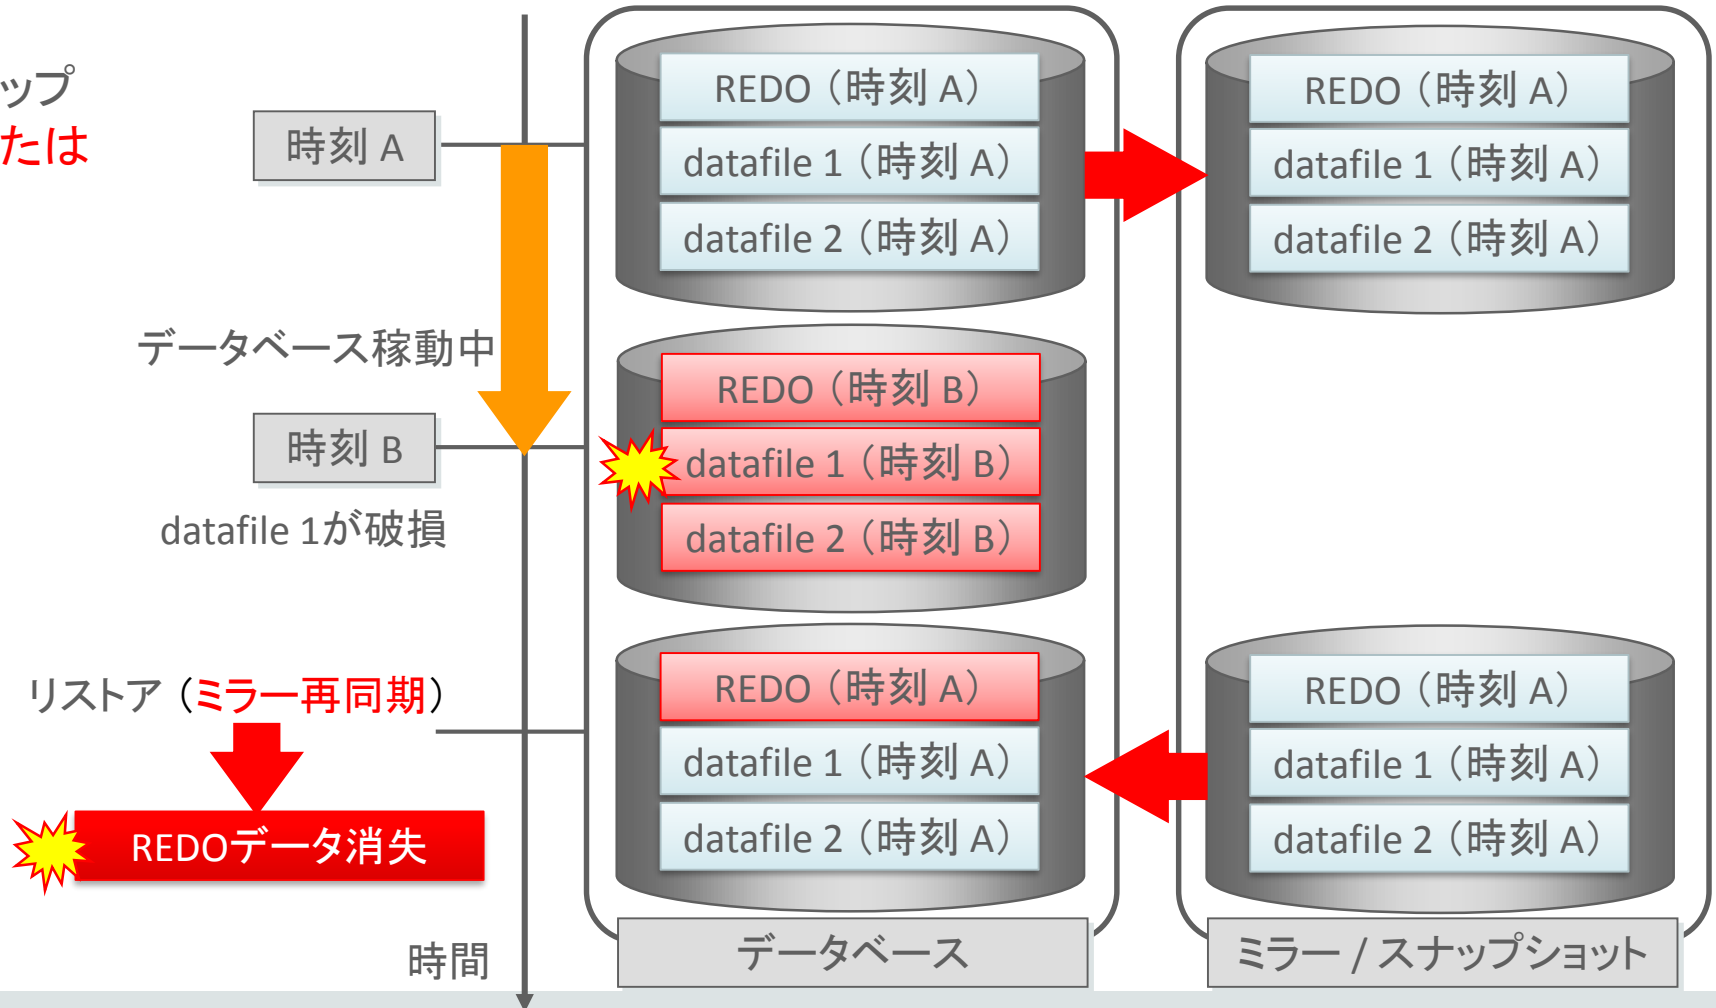 ップ
たは
時刻 A
データベース稼動中
時刻 B
datafile 1が破損
リストア（ミラー再同期）
REDOデータ消失
時間
REDO（時刻 A）
datafile 1（時刻 A）
datafile 2（時刻 A）
REDO（時刻 A）
datafile 1（時刻 A）
datafile 2（時刻 A）
REDO（時刻 B）
datafile 1（時刻 B）
datafile 2（時刻 B）
REDO（時刻 A）
datafile 1（時刻 A）
datafile 2（時刻 A）
REDO（時刻 A）
datafile 1（時刻 A）
datafile 2（時刻 A）
データベース
ミラー / スナップショット